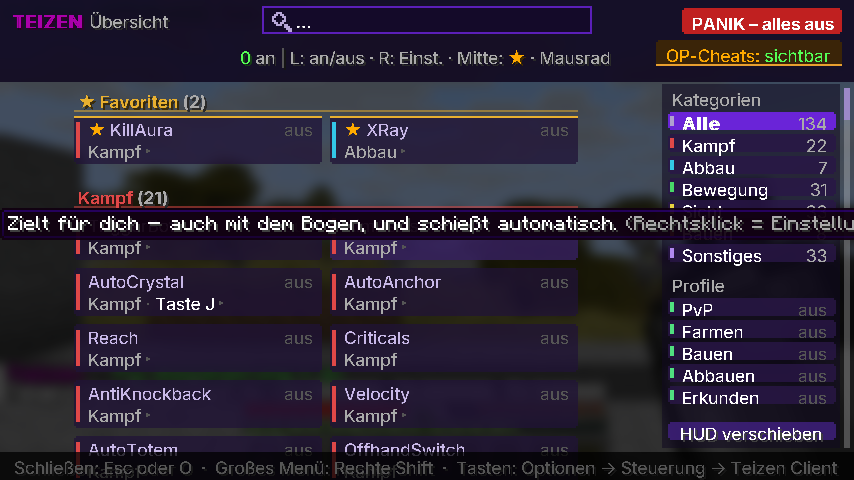 TEIZEN Übersicht
...
PANIK – alles aus
0 an | L: an/aus · R: Einst. · Mitte: ★ · Mausrad
OP-Cheats: sichtbar
★ Favoriten (2)
★ KillAura aus
Kampf
★ XRay aus
Abbau
Kampf (21)
Zielt für dich — auch mit dem Bogen, und schießt automatisch. (Rechtsklick = Einstellu
Kampf
Kampf
AutoCrystal aus
Kampf · Taste J
AutoAnchor aus
Kampf
Reach aus
Kampf
Criticals aus
Kampf
AntiKnockback aus
Kampf
Velocity aus
Kampf
AutoTotem aus
OffhandSwitch aus
Kategorien
Alle 134
Kampf 22
Abbau 7
Bewegung 31
Sonstiges 33
Profile
PvP aus
Farmen aus
Bauen aus
Abbauen aus
Erkunden aus
HUD verschieben
Schließen: Esc oder O · Großes Menü: Rechte Shift · Tasten: Optionen → Steuerung → Teizen Client